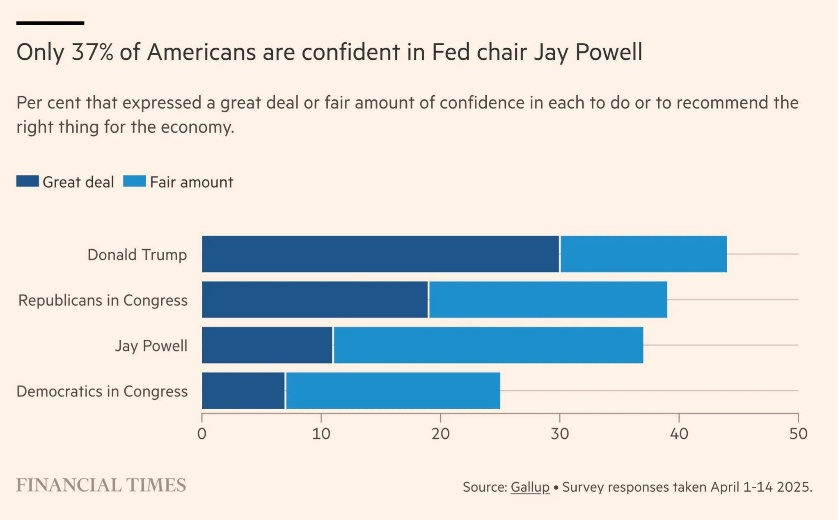 Only 37% of Americans are confident in Fed chair Jay Powell
Per cent that expressed a great deal or fair amount of confidence in each to do or to recommend the
right thing for the economy.
Great deal Fair amount
Donald Trump
Republicans in Congress
Jay Powell
Democratics in Congress
0 10 20 30 40 50
FINANCIAL TIMES
Source: Gallup • Survey responses taken April 1-14 2025.